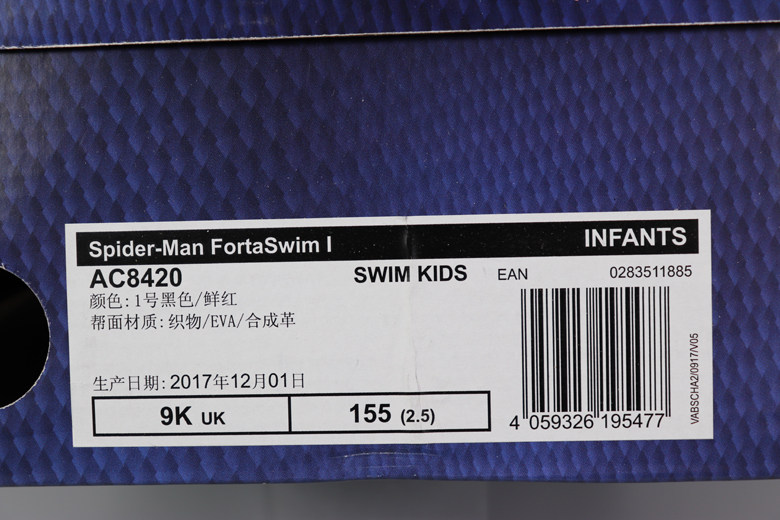 Spider-Man FortaSwim I INFANTS
AC8420 SWIM KIDS EAN 0283511885
颜色:1号黑色/鲜红
帮面材质:织物/EVA/合成革
生产日期:2017年12月01日
9K UK 155 (2.5)
4 059326 195477
VABSCHA2/0917/V05